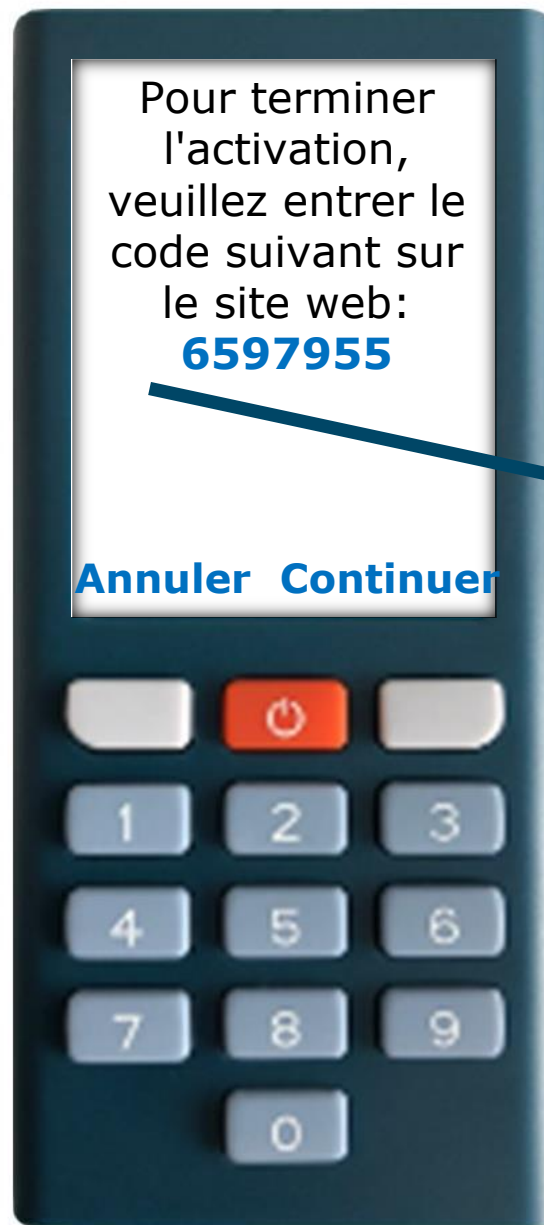 Pour terminer
l'activation,
veuillez entrer le
code suivant sur
le site web:
6597955
Annuler Continuer
1 2 3
4 5 6
7 8 9
0